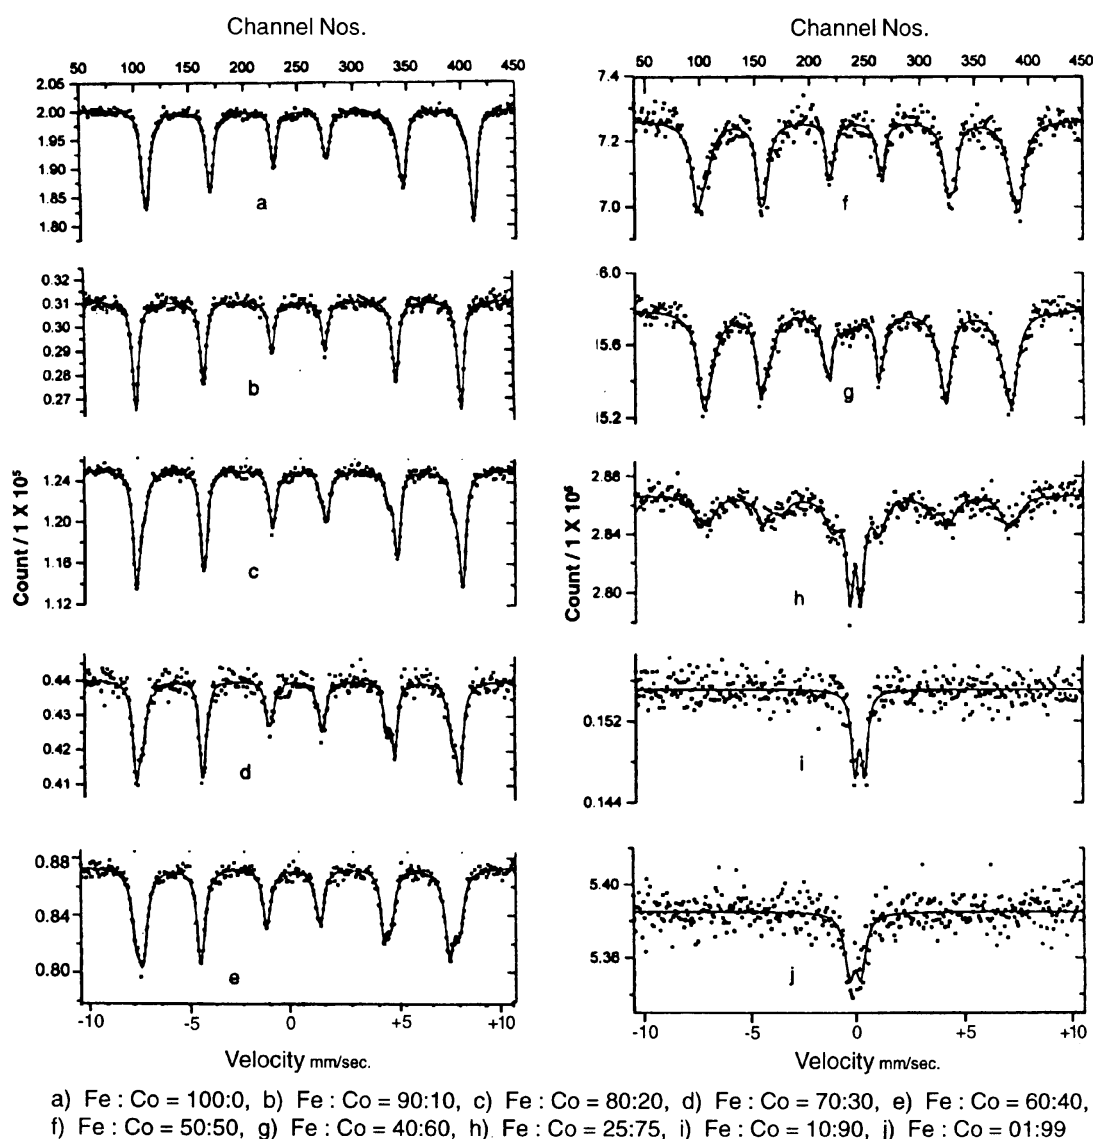 Channel Nos.
Channel Nos.
50 100 150 200 250 300 350 400 450
50 100 150 200 250 300 350 400 450
2.05
2.00
1.95
1.90
1.85
1.80
a
7.4
7.2
7.0
f
0.32
0.31
0.30
0.29
0.28
0.27
b
6.0
5.6
5.2
g
Count / 1 X 10⁵
1.24
1.20
1.16
1.12
c
Count / 1 X 10⁶
2.88
2.84
2.80
h
0.44
0.43
0.42
0.41
d
0.152
0.144
i
0.88
0.84
0.80
e
5.40
5.36
j
-10 -5 0 +5 +10
-10 -5 0 +5 +10
Velocity mm/sec.
Velocity mm/sec.
a) Fe : Co = 100:0, b) Fe : Co = 90:10, c) Fe : Co = 80:20, d) Fe : Co = 70:30, e) Fe : Co = 60:40,
f) Fe : Co = 50:50, g) Fe : Co = 40:60, h) Fe : Co = 25:75, i) Fe : Co = 10:90, j) Fe : Co = 01:99